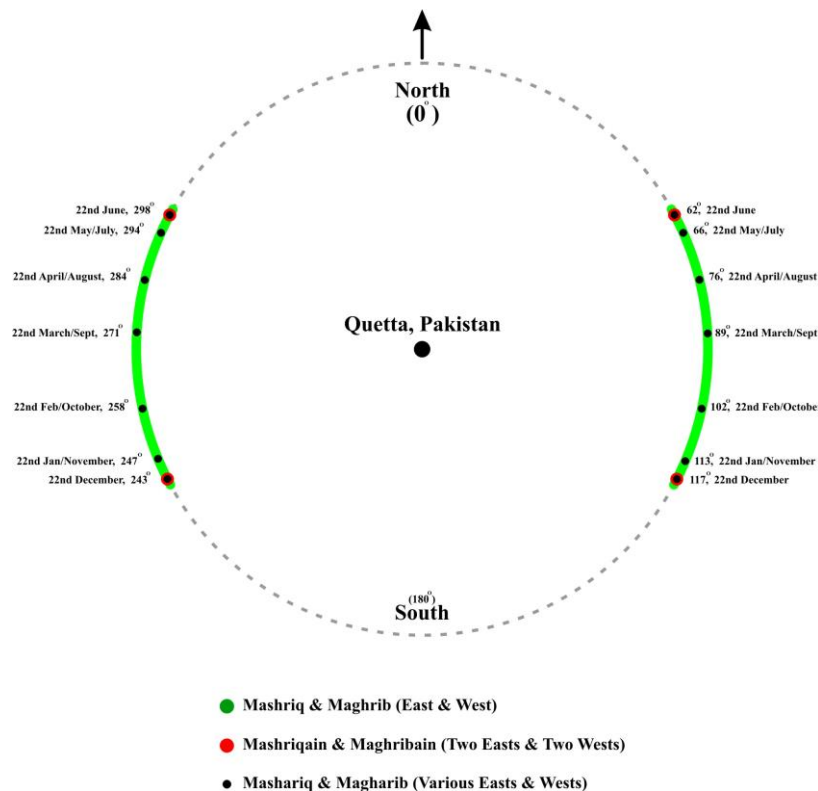 North
(0°)
22nd June, 298°
62,° 22nd June
22nd May/July, 294°
66,° 22nd May/July
22nd April/August, 284°
76,° 22nd April/August
Quetta, Pakistan
22nd March/Sept, 271°
89,° 22nd March/Sept
22nd Feb/October, 258°
102,° 22nd Feb/Octobe
22nd Jan/November, 247°
113,° 22nd Jan/November
22nd December, 243°
117,° 22nd December
(180°)
South
Mashriq & Maghrib (East & West)
Mashriqain & Maghribain (Two Easts & Two Wests)
Mashariq & Magharib (Various Easts & Wests)